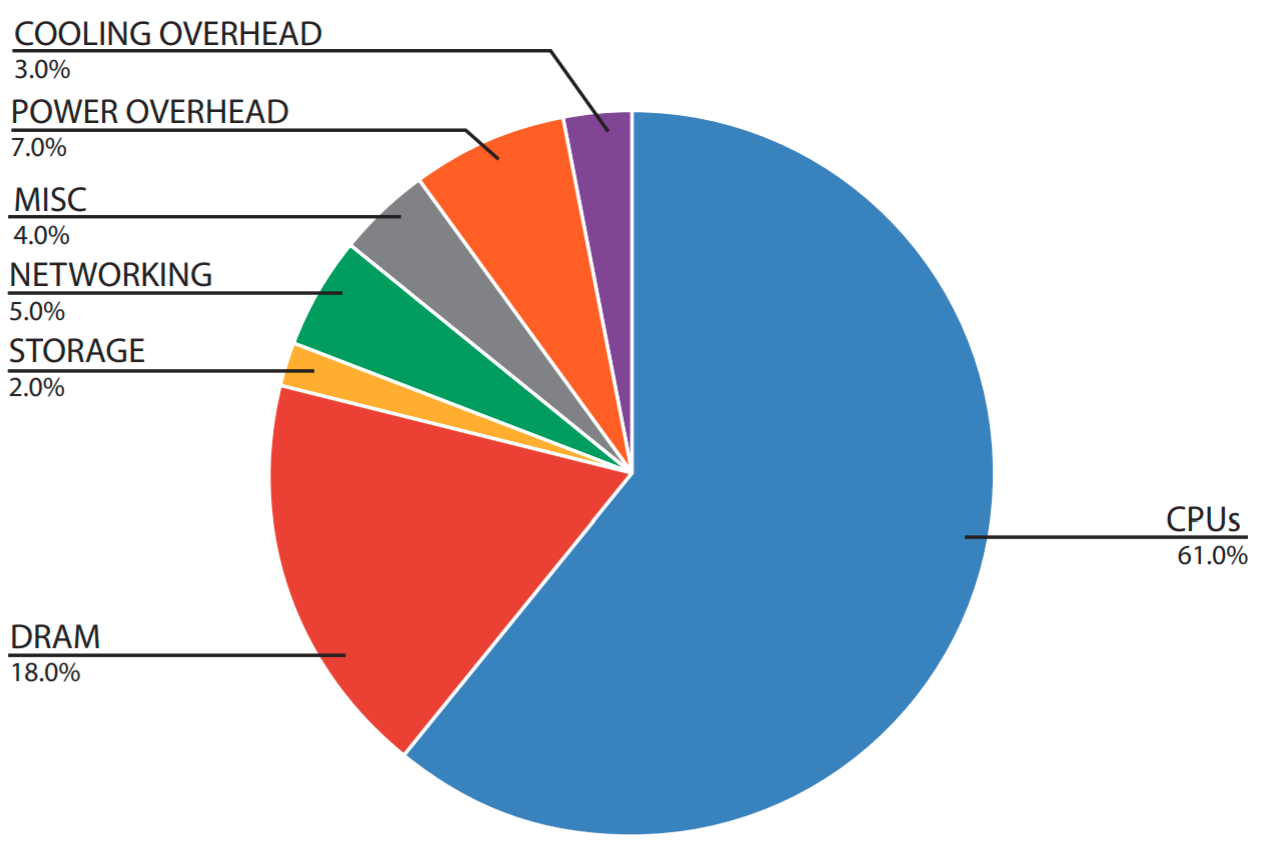 COOLING OVERHEAD
3.0%
POWER OVERHEAD
7.0%
MISC
4.0%
NETWORKING
5.0%
STORAGE
2.0%
CPUs
61.0%
DRAM
18.0%